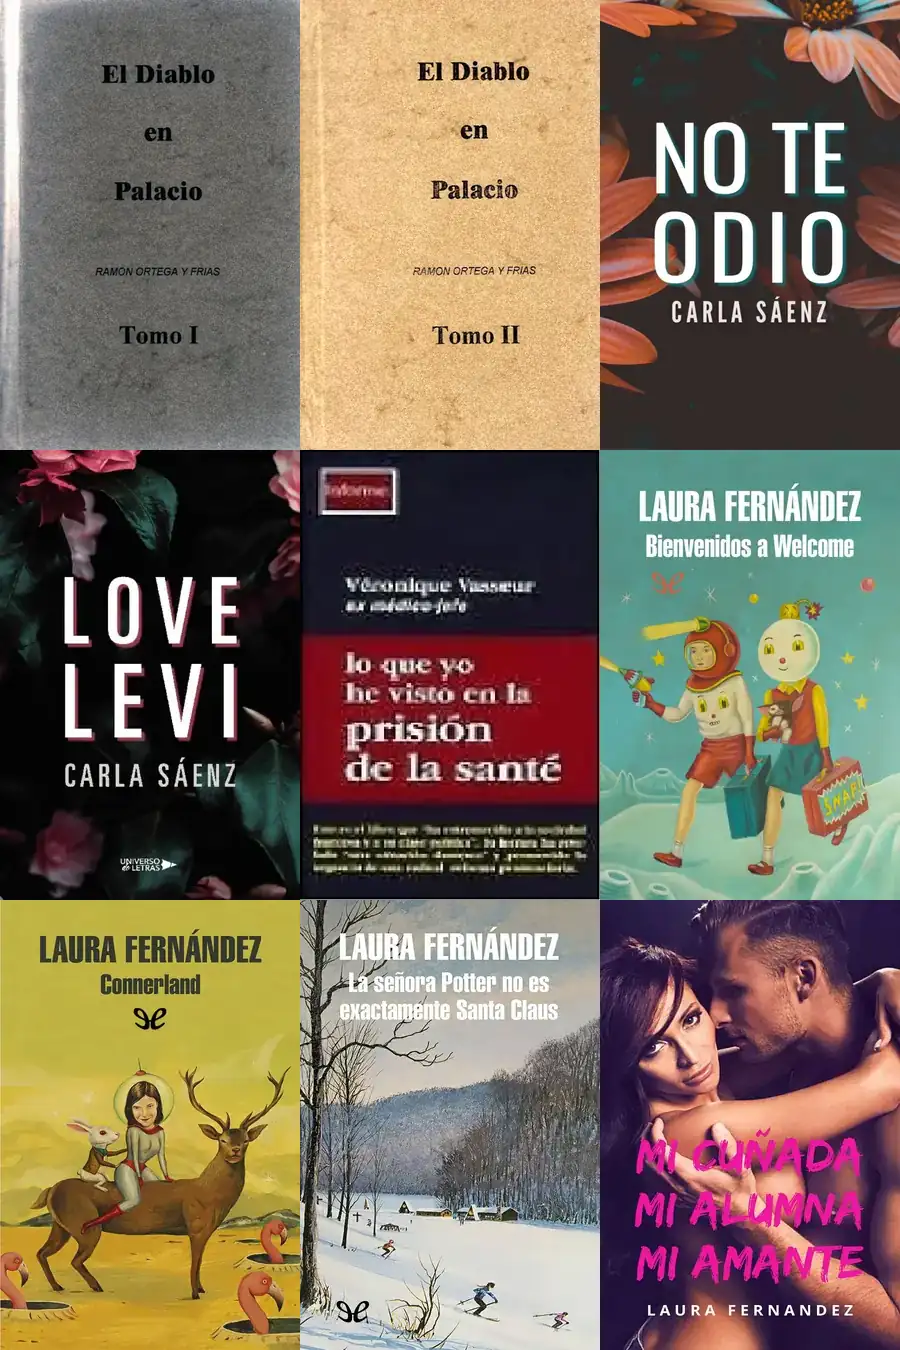 El Diablo
en
Palacio
RAMÓN ORTEGA Y FRIAS
Tomo I
El Diablo
en
Palacio
RAMON ORTEGA Y FRIAS
Tomo II
NO TE
ODIO
CARLA SÁENZ
LOVE
LEVI
CARLA SÁENZ
UNIVERSO
de LETRAS
Informe
Véronique Vasseur
ex médico-jefe
lo que yo
he visto en la
prisión
de la santé
LAURA FERNÁNDEZ
Bienvenidos a Welcome
SNAP!
LAURA FERNÁNDEZ
Connerland
LAURA FERNÁNDEZ
La señora Potter no es
exactamente Santa Claus
MI CUÑADA
MI ALUMNA
MI AMANTE
LAURA FERNANDEZ